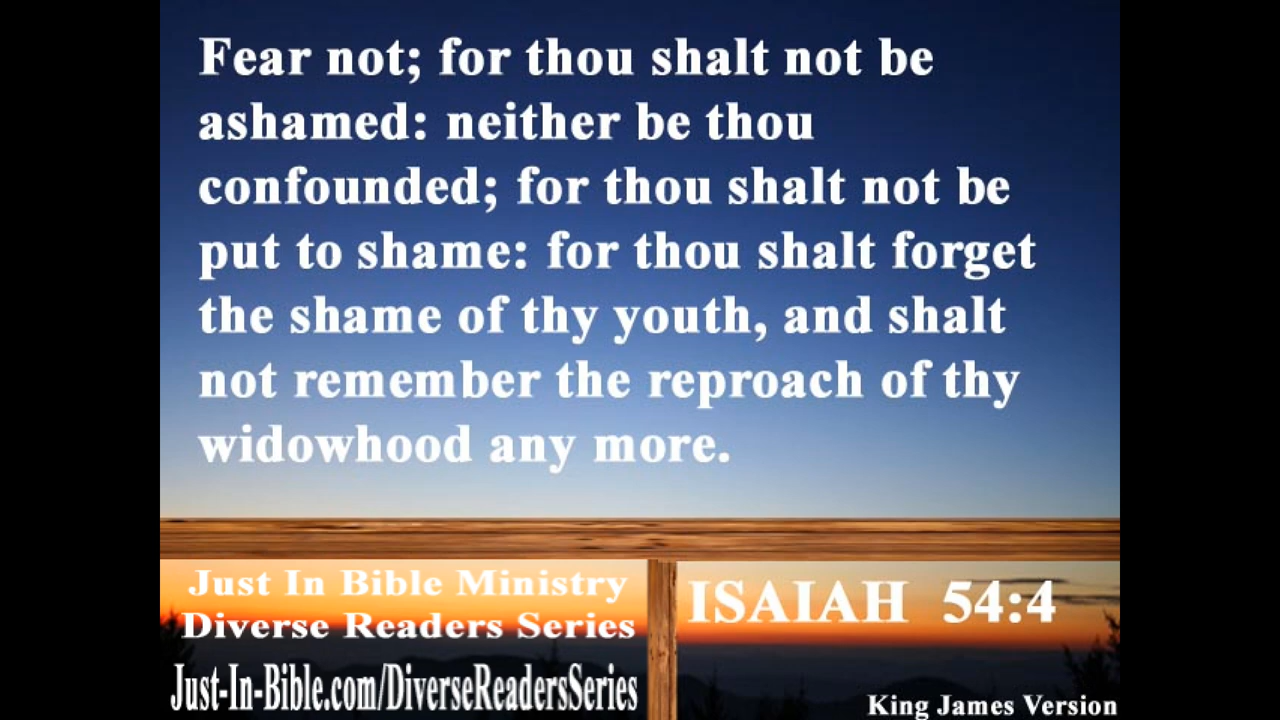 Fear not; for thou shalt not be
ashamed: neither be thou
confounded; for thou shalt not be
put to shame: for thou shalt forget
the shame of thy youth, and shalt
not remember the reproach of thy
widowhood any more.
Just In Bible Ministry
Diverse Readers Series
Just-In-Bible.com/DiverseReadersSeries
ISAIAH 54:4
King James Version